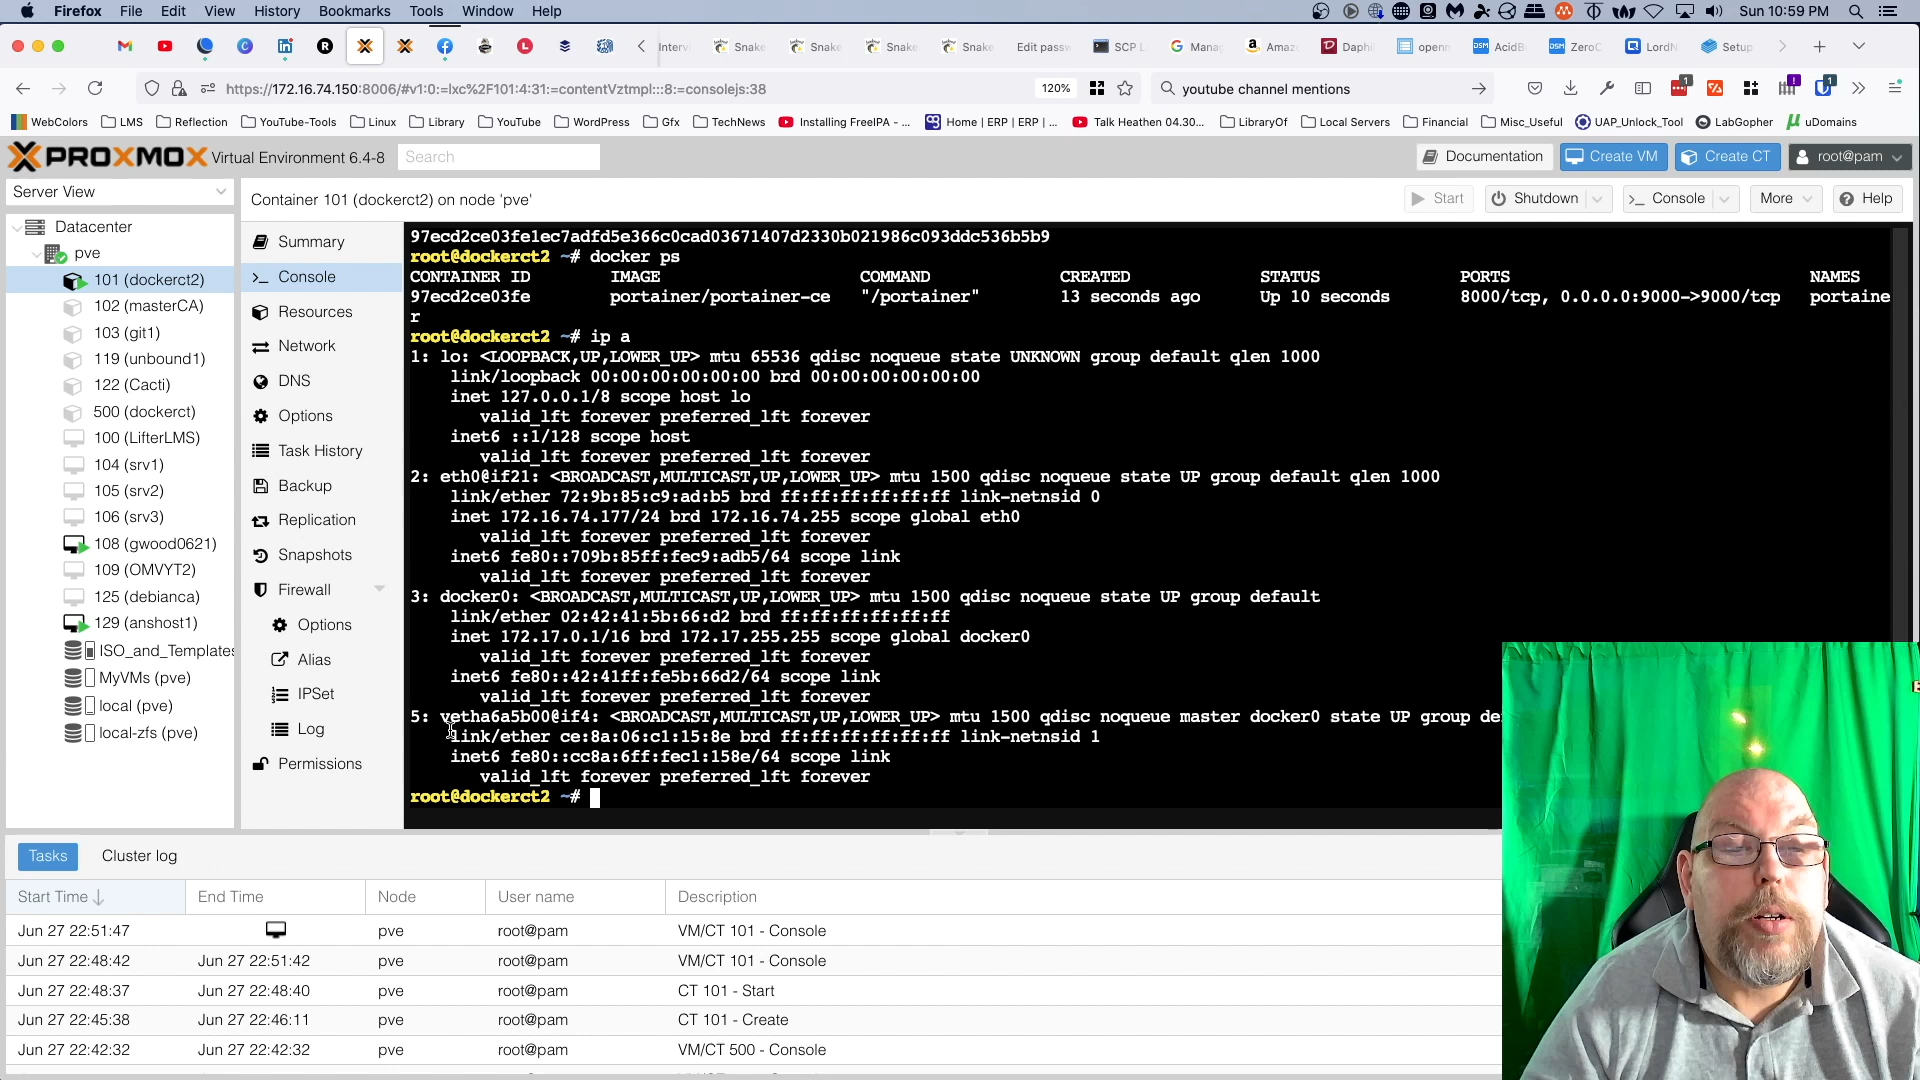 Firefox File Edit View History Bookmarks Tools Window Help
Sun 10:59 PM
Interv Snake Snake Snake Snake Edit passw SCP L Manag Amaz Daphi openm AcidB ZeroC LordN Setup
https://172.16.74.150:8006/#v1:0:=lxc%2F101:4:31:=contentVztmpl:::8:=consolejs:38
120%
youtube channel mentions
WebColors LMS Reflection YouTube-Tools Linux Library YouTube WordPress Gfx TechNews Installing FreeIPA - ... Home | ERP | ERP | ... Talk Heathen 04.30... LibraryOf Local Servers Financial Misc_Useful UAP_Unlock_Tool LabGopher uDomains
PROXMOX Virtual Environment 6.4-8 Search
Documentation Create VM Create CT root@pam
Server View
Container 101 (dockerct2) on node 'pve'
Start Shutdown Console More Help
Datacenter
pve
101 (dockerct2)
102 (masterCA)
103 (git1)
119 (unbound1)
122 (Cacti)
500 (dockerct)
100 (LifterLMS)
104 (srv1)
105 (srv2)
106 (srv3)
108 (gwood0621)
109 (OMVYT2)
125 (debianca)
129 (anshost1)
ISO_and_Templates
MyVMs (pve)
local (pve)
local-zfs (pve)
Summary
Console
Resources
Network
DNS
Options
Task History
Backup
Replication
Snapshots
Firewall
Options
Alias
IPSet
Log
Permissions
97ecd2ce03fe1ec7adfd5e366c0cad03671407d2330b021986c093ddc536b5b9
root@dockerct2 ~# docker ps
CONTAINER ID IMAGE COMMAND CREATED STATUS PORTS NAMES
97ecd2ce03fe portainer/portainer-ce "/portainer" 13 seconds ago Up 10 seconds 8000/tcp, 0.0.0.0:9000->9000/tcp portaine
r
root@dockerct2 ~# ip a
1: lo: <LOOPBACK,UP,LOWER_UP> mtu 65536 qdisc noqueue state UNKNOWN group default qlen 1000
link/loopback 00:00:00:00:00:00 brd 00:00:00:00:00:00
inet 127.0.0.1/8 scope host lo
valid_lft forever preferred_lft forever
inet6 ::1/128 scope host
valid_lft forever preferred_lft forever
2: eth0@if21: <BROADCAST,MULTICAST,UP,LOWER_UP> mtu 1500 qdisc noqueue state UP group default qlen 1000
link/ether 72:9b:85:c9:ad:b5 brd ff:ff:ff:ff:ff:ff link-netnsid 0
inet 172.16.74.177/24 brd 172.16.74.255 scope global eth0
valid_lft forever preferred_lft forever
inet6 fe80::709b:85ff:fec9:adb5/64 scope link
valid_lft forever preferred_lft forever
3: docker0: <BROADCAST,MULTICAST,UP,LOWER_UP> mtu 1500 qdisc noqueue state UP group default
link/ether 02:42:41:5b:66:d2 brd ff:ff:ff:ff:ff:ff
inet 172.17.0.1/16 brd 172.17.255.255 scope global docker0
valid_lft forever preferred_lft forever
inet6 fe80::42:41ff:fe5b:66d2/64 scope link
valid_lft forever preferred_lft forever
5: vetha6a5b00@if4: <BROADCAST,MULTICAST,UP,LOWER_UP> mtu 1500 qdisc noqueue master docker0 state UP group de
link/ether ce:8a:06:c1:15:8e brd ff:ff:ff:ff:ff:ff link-netnsid 1
inet6 fe80::cc8a:6ff:fec1:158e/64 scope link
valid_lft forever preferred_lft forever
root@dockerct2 ~#
Tasks Cluster log
Start Time End Time Node User name Description
Jun 27 22:51:47 pve root@pam VM/CT 101 - Console
Jun 27 22:48:42 Jun 27 22:51:42 pve root@pam VM/CT 101 - Console
Jun 27 22:48:37 Jun 27 22:48:40 pve root@pam CT 101 - Start
Jun 27 22:45:38 Jun 27 22:46:11 pve root@pam CT 101 - Create
Jun 27 22:42:32 Jun 27 22:42:32 pve root@pam VM/CT 500 - Console